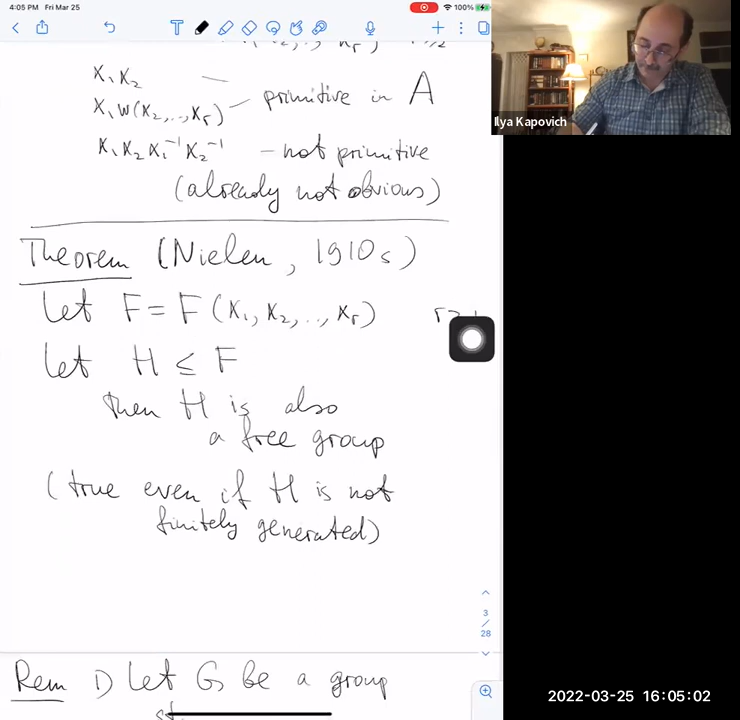 4:05 PM Fri Mar 25
100%
x₁x₂ —
x₁w(x₂,..,xᵣ) — primitive in A
x₁x₂x₁⁻¹x₂⁻¹ — not primitive
(already not obvious)
Theorem (Nielen, 1910s)
Let F = F(x₁, x₂, .., xᵣ)
Let H ≤ F
then H is also
a free group
(true even if H is not
finitely generated)
3
/
28
Rem 1) Let G be a group
st.
Ilya Kapovich
2022-03-25 16:05:02